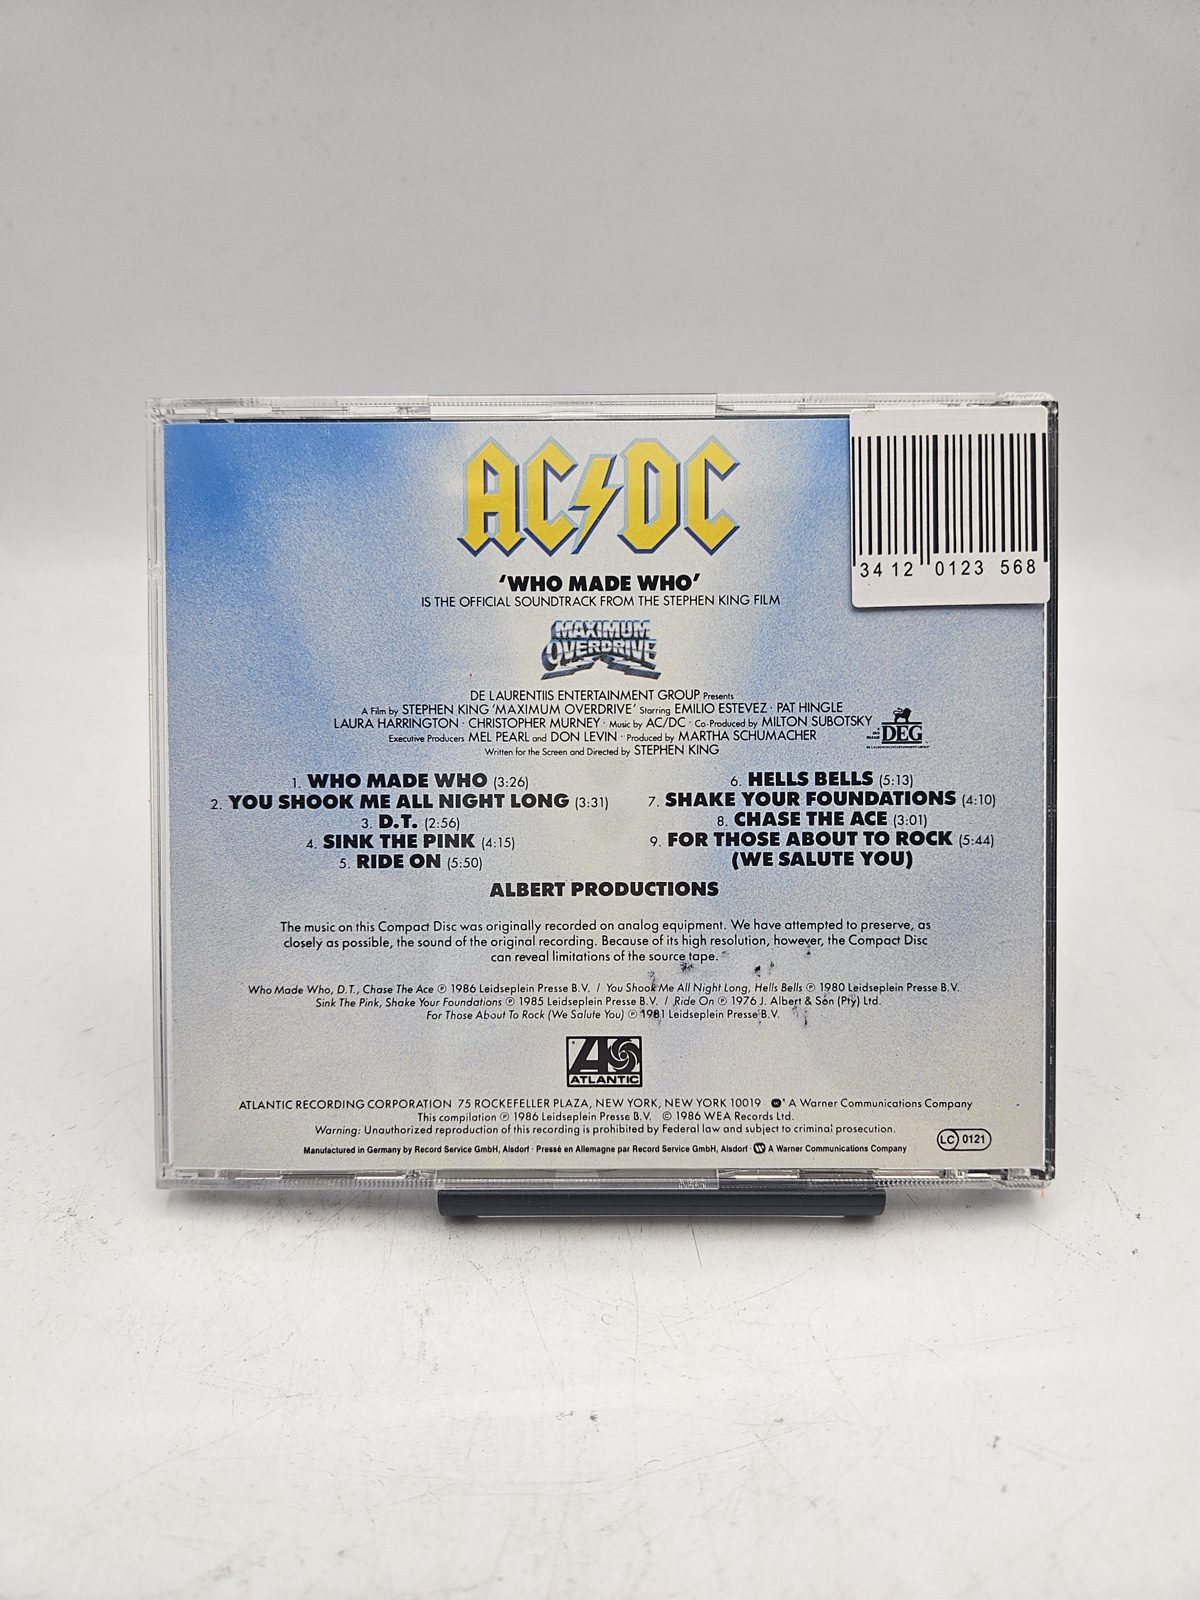 AC/DC
3412 0123 568
'WHO MADE WHO'
IS THE OFFICIAL SOUNDTRACK FROM THE STEPHEN KING FILM
MAXIMUM
OVERDRIVE
DE LAURENTIIS ENTERTAINMENT GROUP Presents
A Film by STEPHEN KING 'MAXIMUM OVERDRIVE' Starring EMILIO ESTEVEZ · PAT HINGLE
LAURA HARRINGTON · CHRISTOPHER MURNEY · Music by AC/DC · Co-Produced by MILTON SUBOTSKY
Executive Producers MEL PEARL and DON LEVIN · Produced by MARTHA SCHUMACHER
Written for the Screen and Directed by STEPHEN KING
DEG
1. WHO MADE WHO (3:26)
2. YOU SHOOK ME ALL NIGHT LONG (3:31)
3. D.T. (2:56)
4. SINK THE PINK (4:15)
5. RIDE ON (5:50)
6. HELLS BELLS (5:13)
7. SHAKE YOUR FOUNDATIONS (4:10)
8. CHASE THE ACE (3:01)
9. FOR THOSE ABOUT TO ROCK (5:44)
(WE SALUTE YOU)
ALBERT PRODUCTIONS
The music on this Compact Disc was originally recorded on analog equipment. We have attempted to preserve, as
closely as possible, the sound of the original recording. Because of its high resolution, however, the Compact Disc
can reveal limitations of the source tape.
Who Made Who, D.T., Chase The Ace ℗ 1986 Leidseplein Presse B.V. / You Shook Me All Night Long, Hells Bells ℗ 1980 Leidseplein Presse B.V.
Sink The Pink, Shake Your Foundations ℗ 1985 Leidseplein Presse B.V. / Ride On ℗ 1976 J. Albert & Son (Pty) Ltd.
For Those About To Rock (We Salute You) ℗ 1981 Leidseplein Presse B.V.
ATLANTIC
ATLANTIC RECORDING CORPORATION 75 ROCKEFELLER PLAZA, NEW YORK, NEW YORK 10019 A Warner Communications Company
This compilation ℗ 1986 Leidseplein Presse B.V. © 1986 WEA Records Ltd.
Warning: Unauthorized reproduction of this recording is prohibited by Federal law and subject to criminal prosecution.
LC 0121
Manufactured in Germany by Record Service GmbH, Alsdorf · Pressé en Allemagne par Record Service GmbH, Alsdorf · A Warner Communications Company